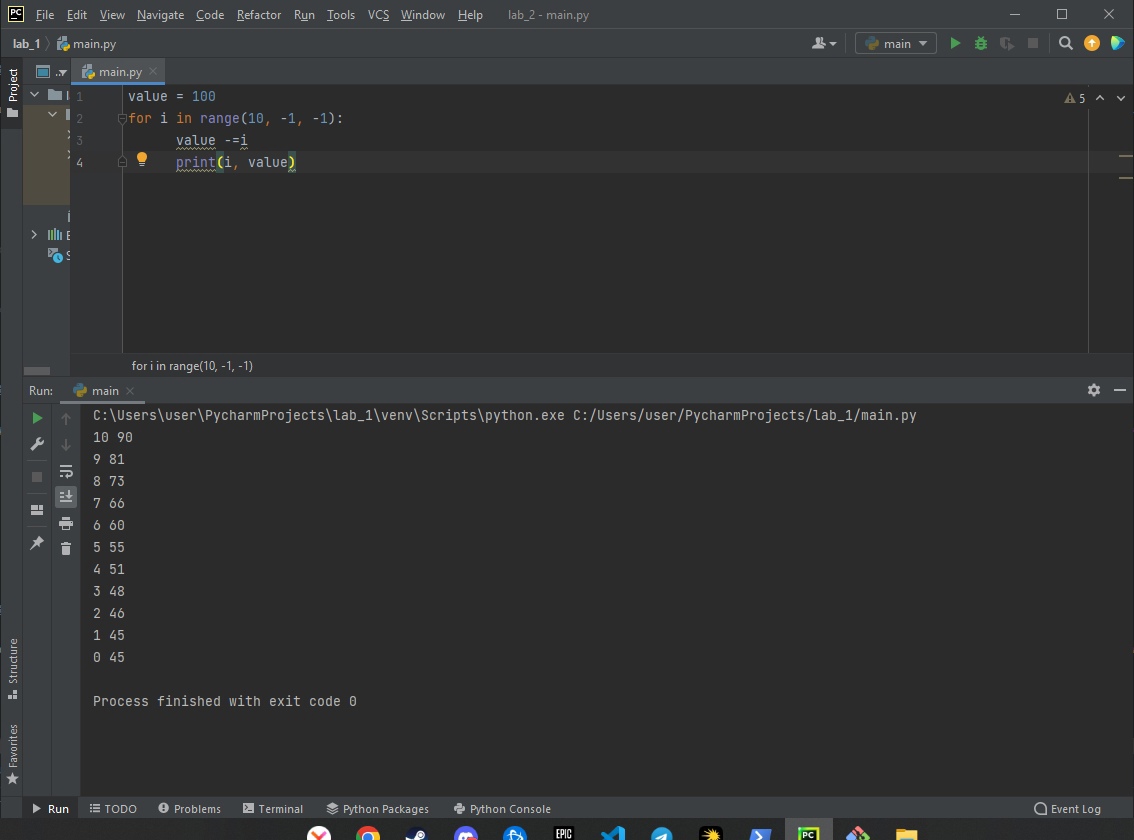 PC File Edit View Navigate Code Refactor Run Tools VCS Window Help lab_2 - main.py
lab_1 main.py main
Project .. main.py
1 value = 100 5
2 for i in range(10, -1, -1):
3 value -=i
4 print(i, value)
for i in range(10, -1, -1)
Run: main
C:\Users\user\PycharmProjects\lab_1\venv\Scripts\python.exe C:/Users/user/PycharmProjects/lab_1/main.py
10 90
9 81
8 73
7 66
6 60
5 55
4 51
3 48
2 46
1 45
0 45
Process finished with exit code 0
Structure
Favorites
Run TODO Problems Terminal Python Packages Python Console Event Log
EPIC PC